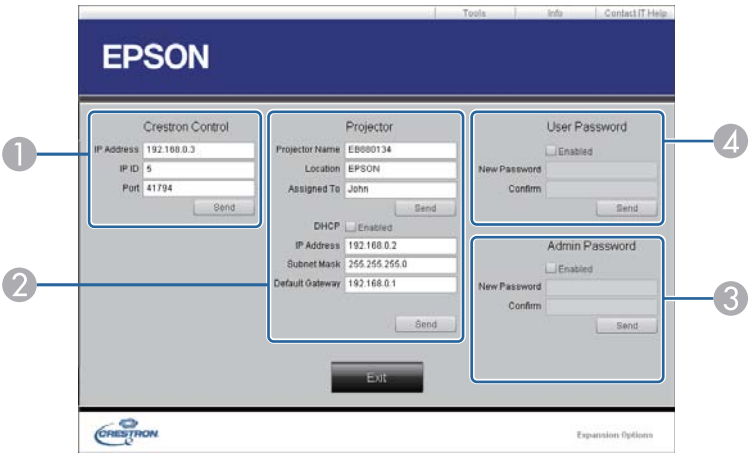 Tools Info Contact IT Help
EPSON
1
Crestron Control
IP Address 192.168.0.3
IP ID 5
Port 41794
Send
2
Projector
Projector Name EB880134
Location EPSON
Assigned To John
Send
DHCP Enabled
IP Address 192.168.0.2
Subnet Mask 255.255.255.0
Default Gateway 192.168.0.1
Send
4
User Password
Enabled
New Password
Confirm
Send
3
Admin Password
Enabled
New Password
Confirm
Send
Exit
CRESTRON
Expansion Options